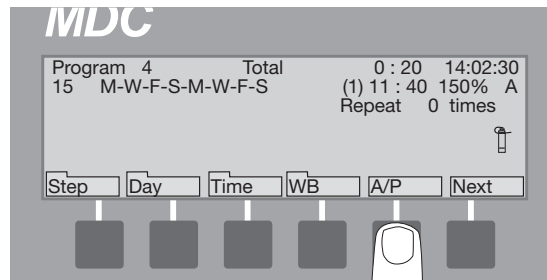 MDC
Program 4 Total 0 : 20 14:02:30
15 M-W-F-S-M-W-F-S (1) 11 : 40 150% A
Repeat 0 times
Step Day Time WB A/P Next